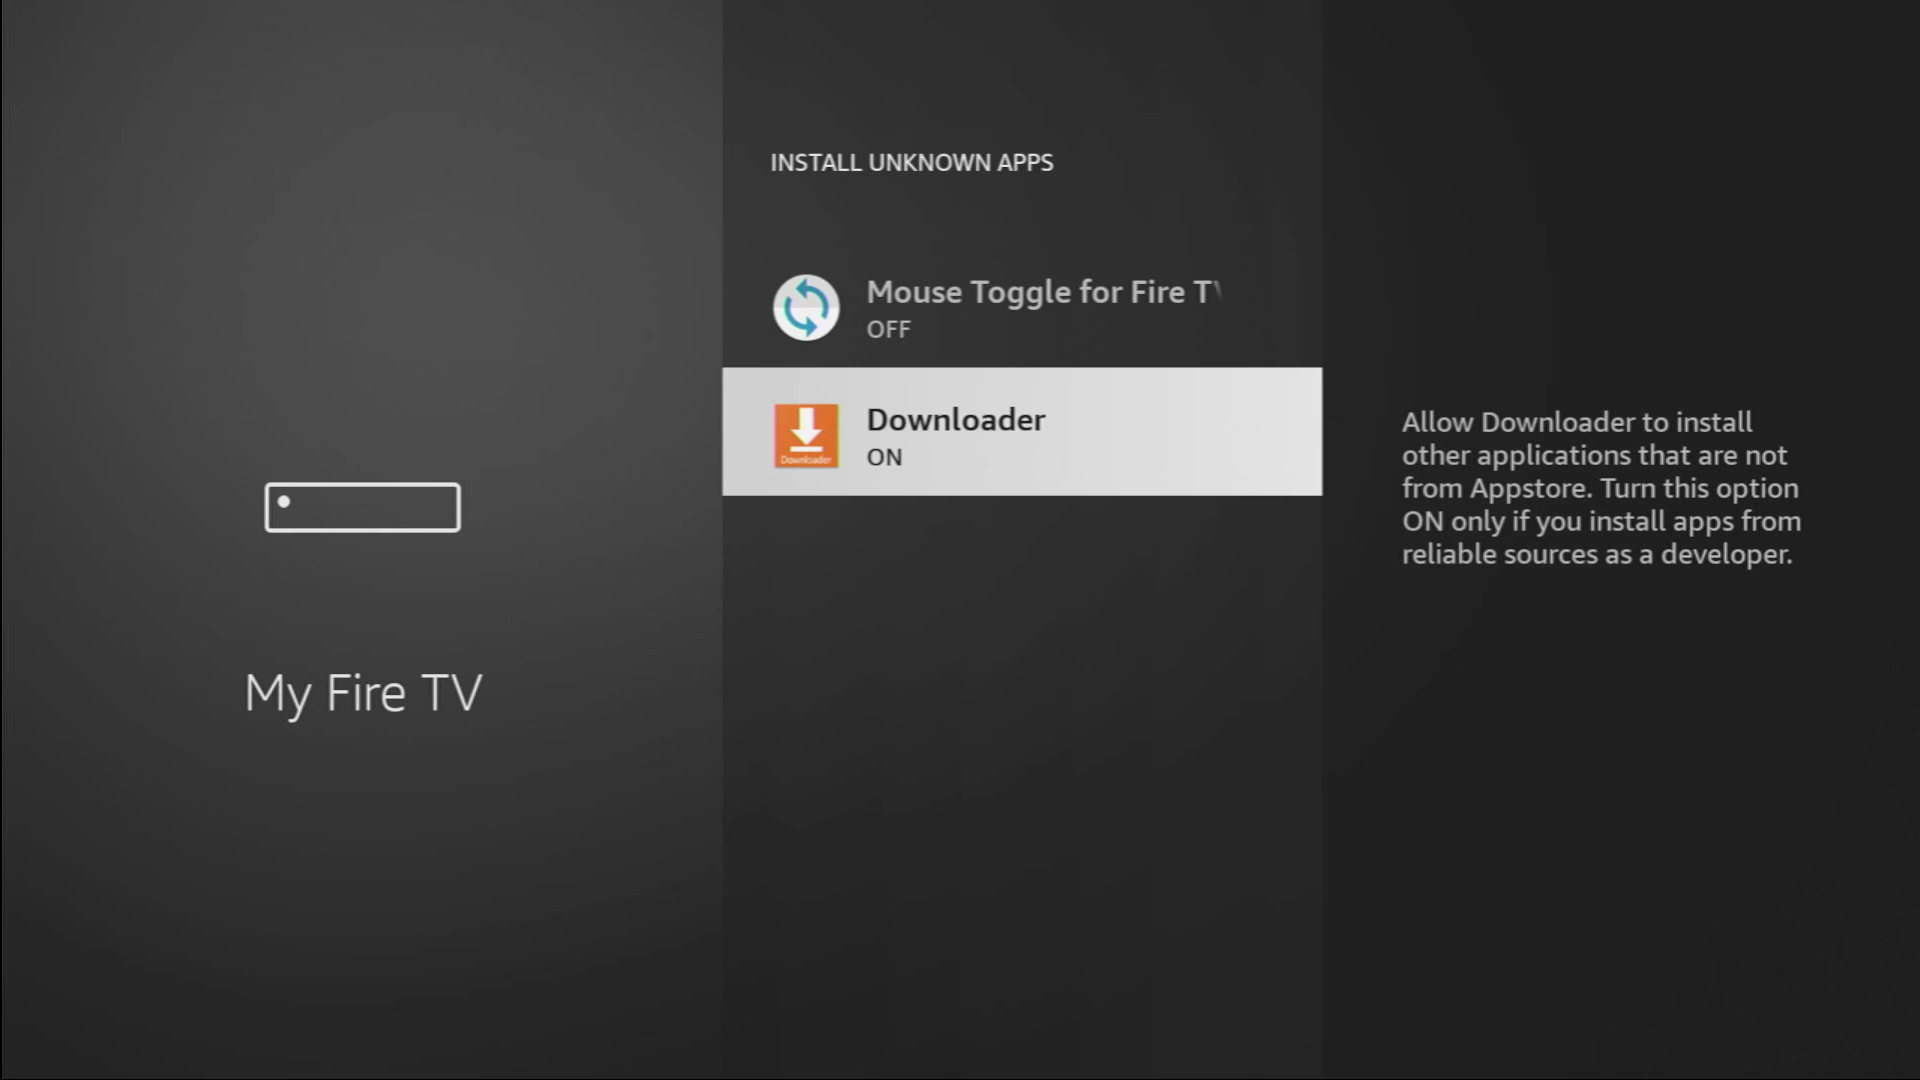 INSTALL UNKNOWN APPS
Mouse Toggle for Fire TV
OFF
Downloader
Downloader
ON
Allow Downloader to install
other applications that are not
from Appstore. Turn this option
ON only if you install apps from
reliable sources as a developer.
My Fire TV